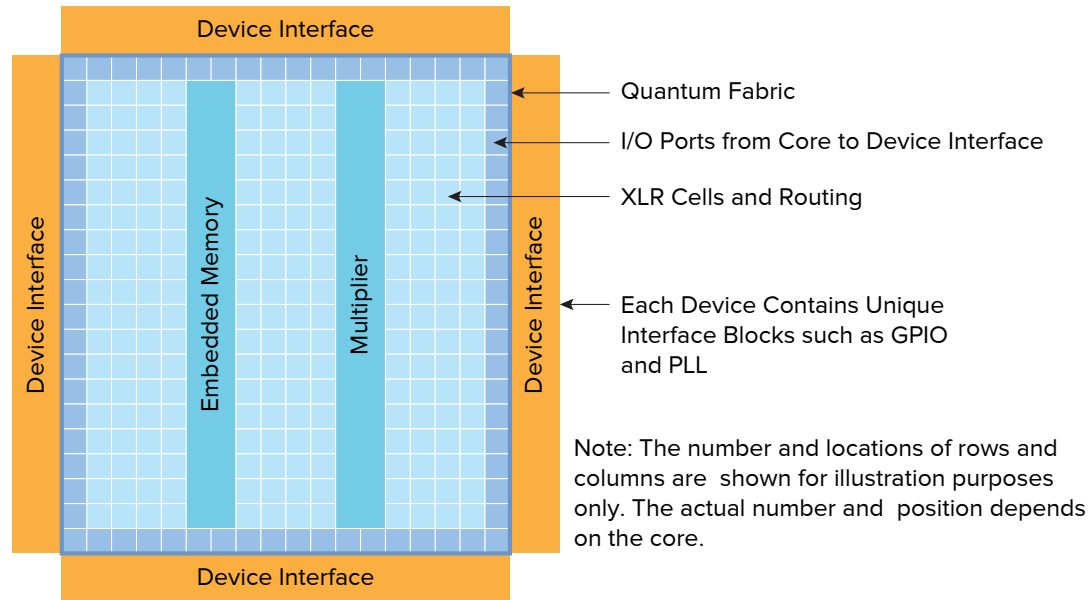 Device Interface
Quantum Fabric
I/O Ports from Core to Device Interface
XLR Cells and Routing
Device Interface
Embedded Memory
Multiplier
Device Interface
Each Device Contains Unique
Interface Blocks such as GPIO
and PLL
Note: The number and locations of rows and
columns are  shown for illustration purposes
only. The actual number and  position depends
on the core.
Device Interface